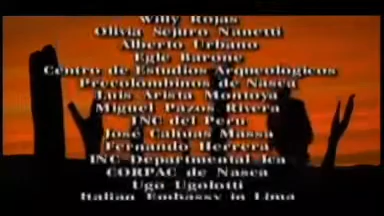 Willy Rojas
Olivia Sejuro Nanetti
Alberto Urbano
Egle Barone
Centro de Estudios Arqueologicos
Precolombinos de Nasca
Luis Arista Montoya
Miguel Pazos Rivera
INC del Peru
José Cahuas Massa
Fernando Herrera
INC-Departmental-Ica
CORPAC de Nasca
Ugo Ugolotti
Italian Embassy in Lima